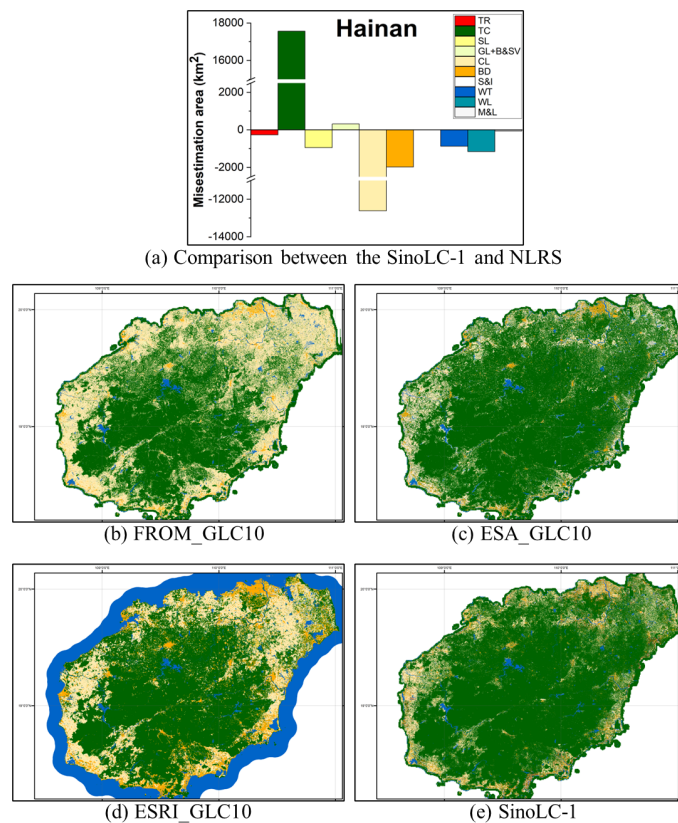 Hainan
Misestimation area (km²)
18000
16000
2000
0
-2000
-12000
-14000
TR
TC
SL
GL+B&SV
CL
BD
S&I
WT
WL
M&L
(a) Comparison between the SinoLC-1 and NLRS
(b) FROM_GLC10
(c) ESA_GLC10
(d) ESRI_GLC10
(e) SinoLC-1